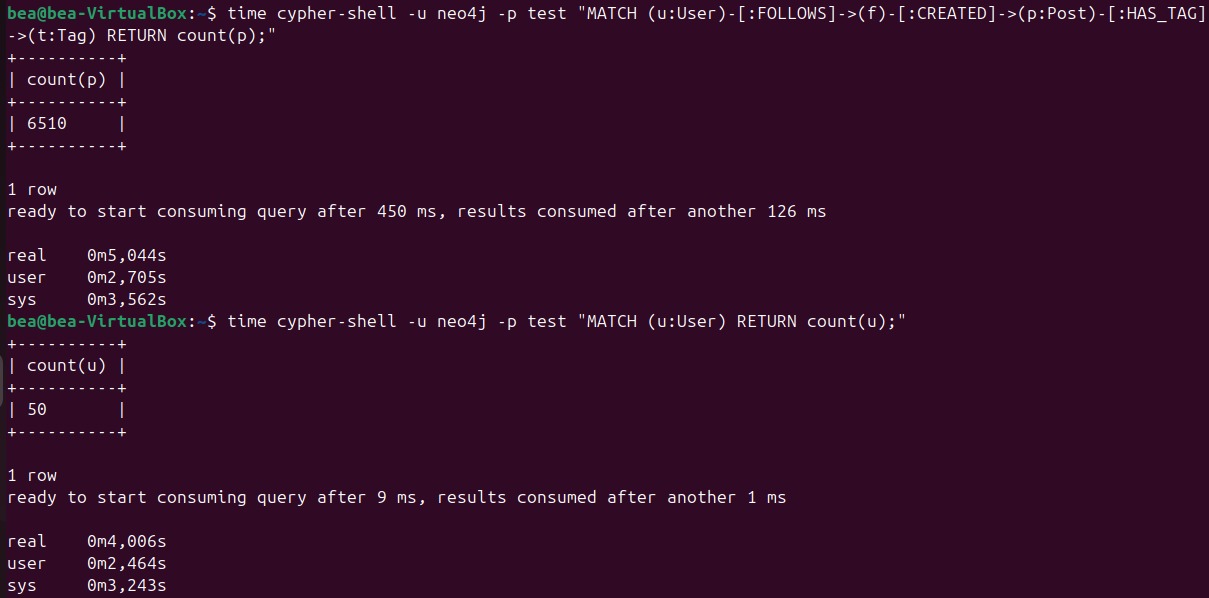 bea@bea-VirtualBox:~$ time cypher-shell -u neo4j -p test "MATCH (u:User)-[:FOLLOWS]->(f)-[:CREATED]->(p:Post)-[:HAS_TAG]
->(t:Tag) RETURN count(p);"
+----------+
| count(p) |
+----------+
| 6510     |
+----------+
1 row
ready to start consuming query after 450 ms, results consumed after another 126 ms
real    0m5,044s
user    0m2,705s
sys     0m3,562s
bea@bea-VirtualBox:~$ time cypher-shell -u neo4j -p test "MATCH (u:User) RETURN count(u);"
+----------+
| count(u) |
+----------+
| 50       |
+----------+
1 row
ready to start consuming query after 9 ms, results consumed after another 1 ms
real    0m4,006s
user    0m2,464s
sys     0m3,243s